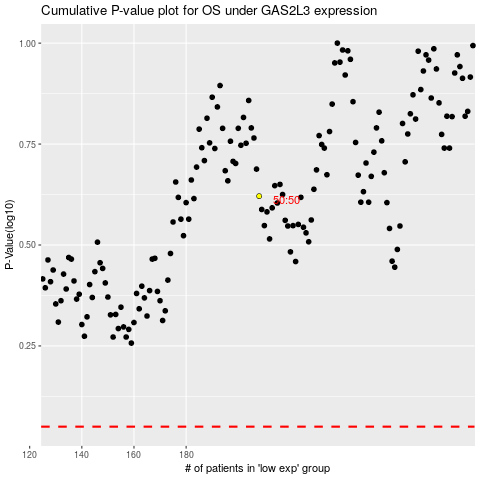 Cumulative P-value plot for OS under GAS2L3 expression
P-Value(log10)
1.00
0.75
0.50
0.25
50:50
120 140 160 180
# of patients in 'low exp' group